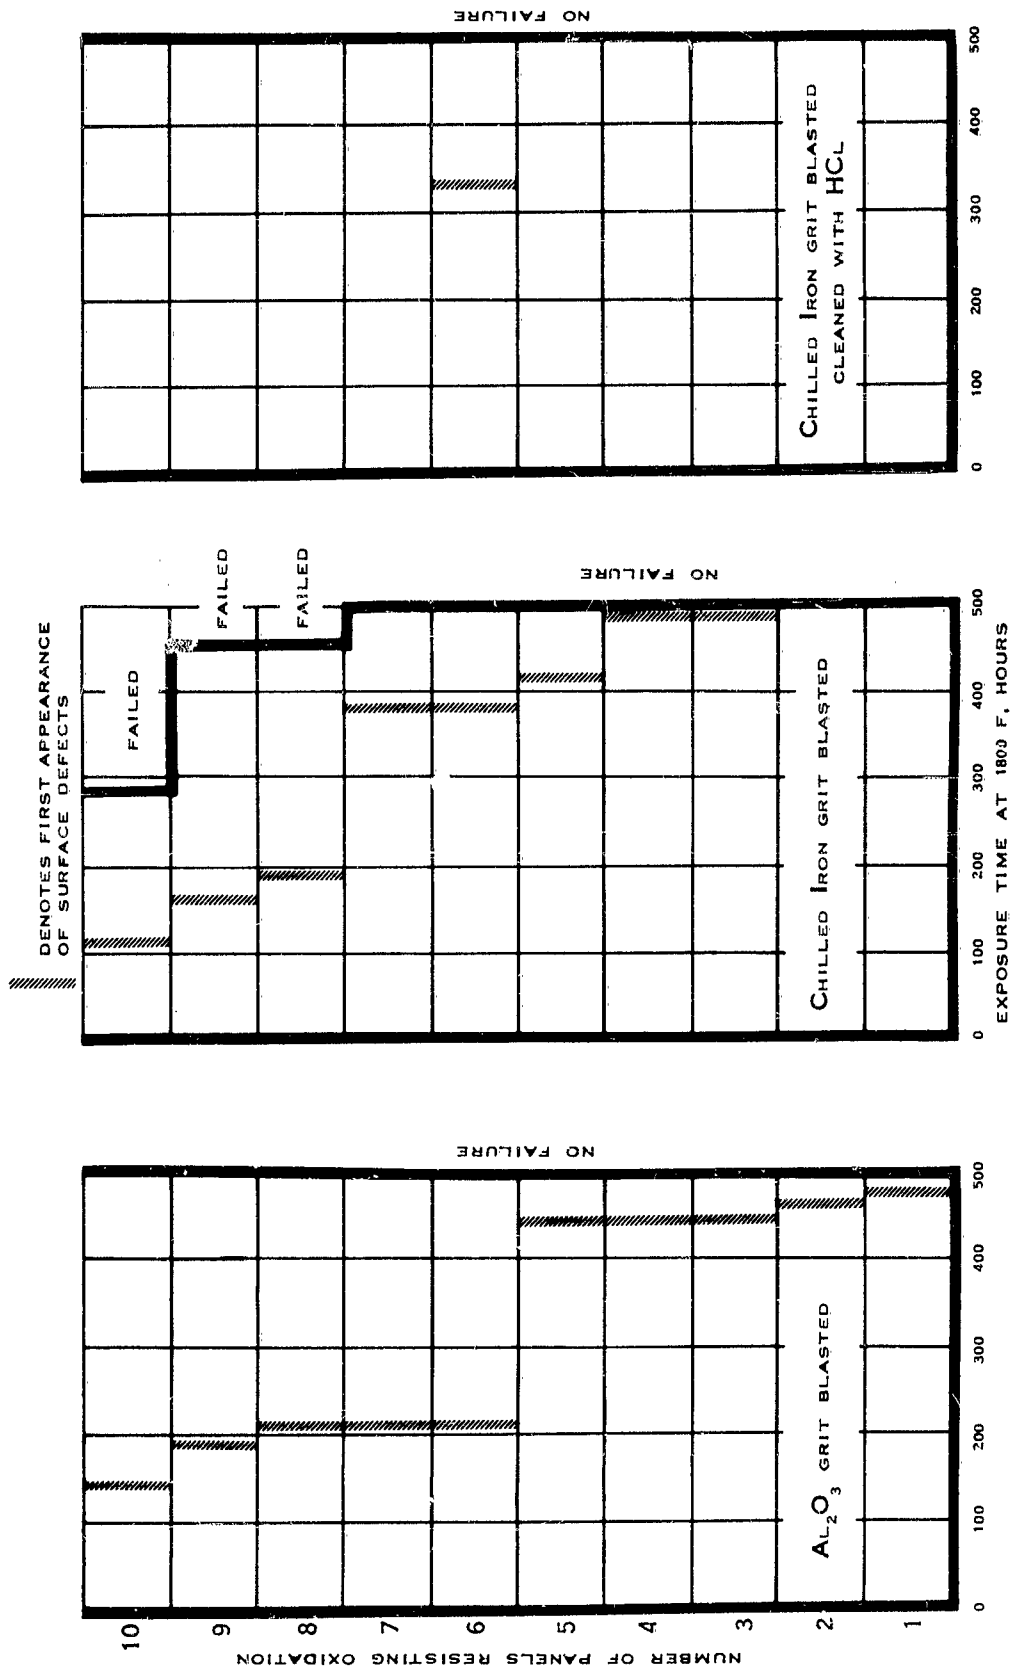 DENOTES FIRST APPEARANCE
OF SURFACE DEFECTS
NUMBER OF PANELS RESISTING OXIDATION
10
9
8
7
6
5
4
3
2
1
NO FAILURE
AL₂O₃ GRIT BLASTED
0 100 200 300 400 500
FAILED
FAILED
FAILED
NO FAILURE
CHILLED IRON GRIT BLASTED
0 100 200 300 400 500
EXPOSURE TIME AT 1800 F, HOURS
NO FAILURE
CHILLED IRON GRIT BLASTED
CLEANED WITH HCL
0 100 200 300 400 500